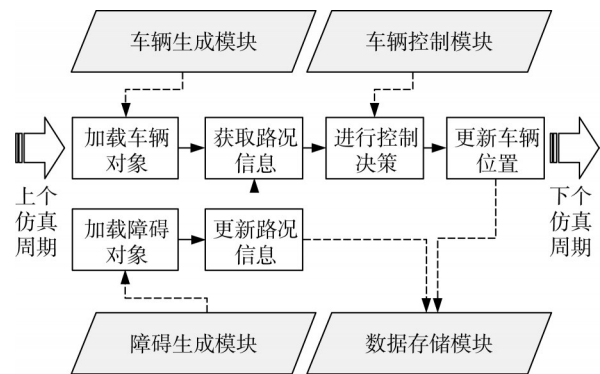 车辆生成模块
车辆控制模块
加载车辆
对象
获取路况
信息
进行控制
决策
更新车辆
位置
上个
仿真
周期
下个
仿真
周期
加载障碍
对象
更新路况
信息
障碍生成模块
数据存储模块